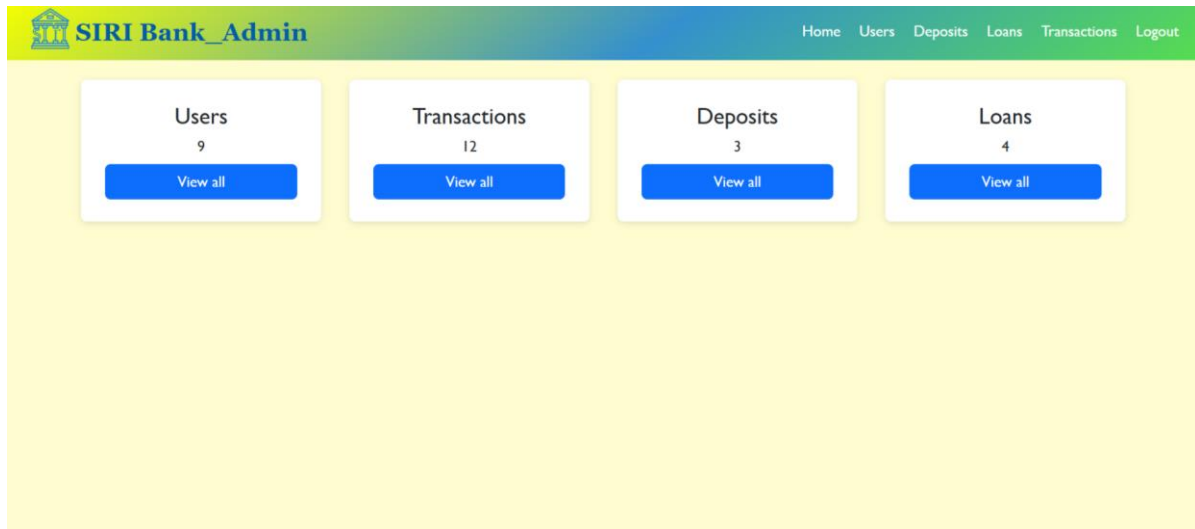 SIRI Bank_Admin
Home Users Deposits Loans Transactions Logout
Users
9
View all
Transactions
12
View all
Deposits
3
View all
Loans
4
View all